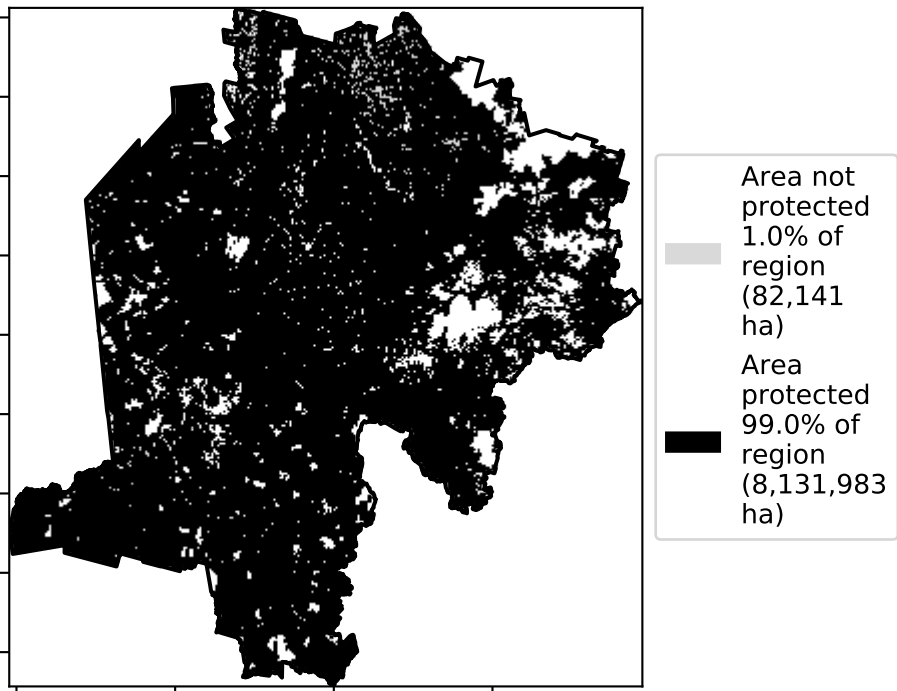 Area not
protected
1.0% of
region
(82,141
ha)
Area
protected
99.0% of
region
(8,131,983
ha)